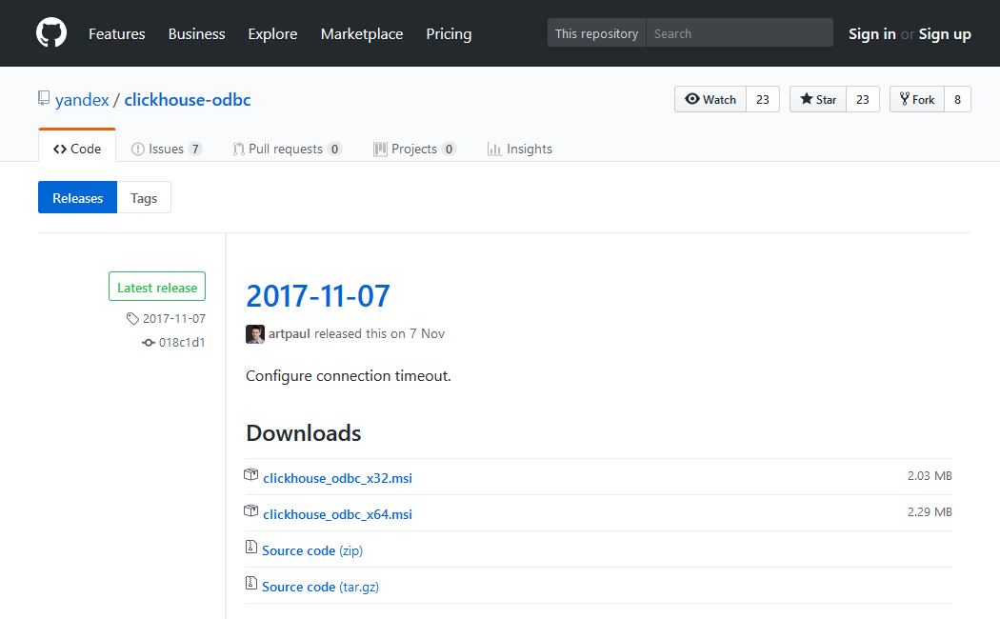 Features Business Explore Marketplace Pricing This repository Search Sign in or Sign up
yandex / clickhouse-odbc Watch 23 Star 23 Fork 8
Code Issues 7 Pull requests 0 Projects 0 Insights
Releases Tags
Latest release
2017-11-07
018c1d1
2017-11-07
artpaul released this on 7 Nov
Configure connection timeout.
Downloads
clickhouse_odbc_x32.msi 2.03 MB
clickhouse_odbc_x64.msi 2.29 MB
Source code (zip)
Source code (tar.gz)